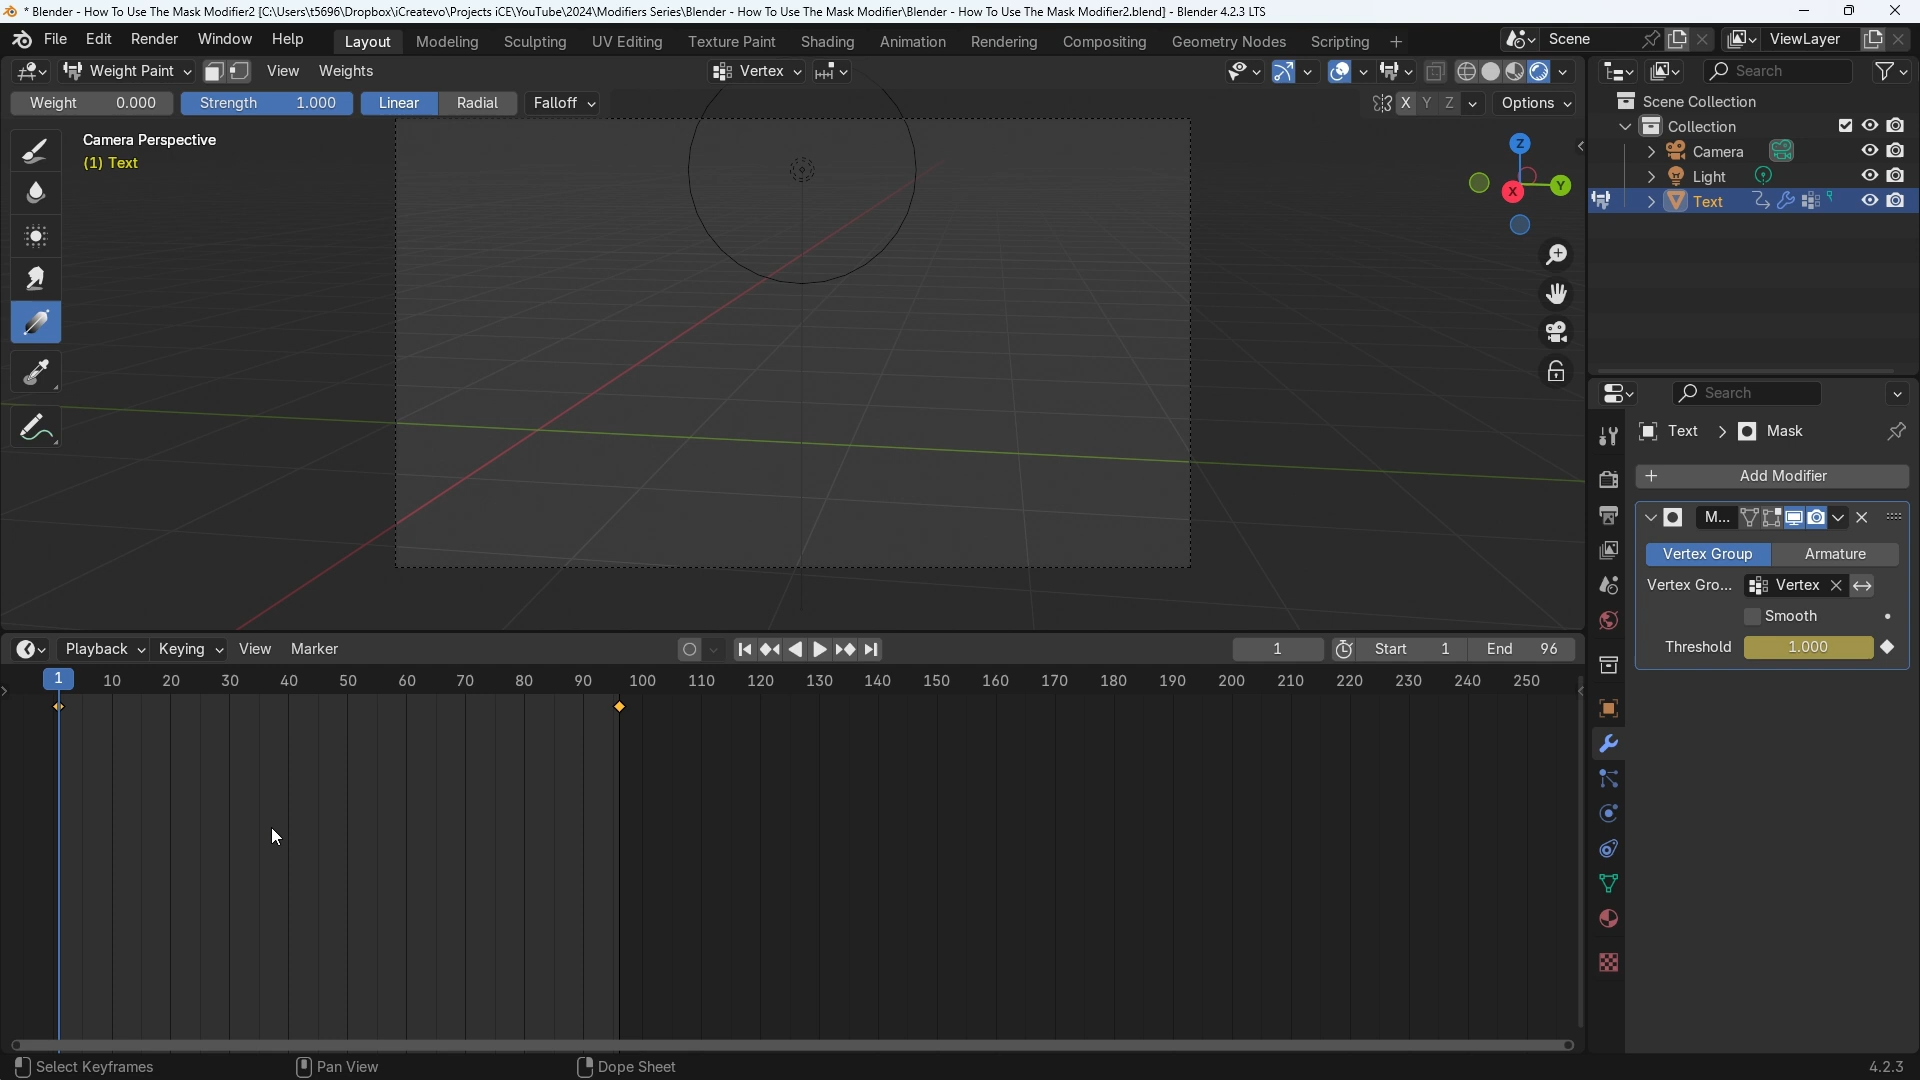 * Blender - How To Use The Mask Modifier2 [C:\Users\t5696\Dropbox\iCreatevo\Projects iCE\YouTube\2024\Modifiers Series\Blender - How To Use The Mask Modifier\Blender - How To Use The Mask Modifier2.blend] - Blender 4.2.3 LTS
File Edit Render Window Help Layout Modeling Sculpting UV Editing Texture Paint Shading Animation Rendering Compositing Geometry Nodes Scripting + Scene ViewLayer
Weight Paint View Weights Vertex Search
Weight 0.000 Strength 1.000 Linear Radial Falloff X Y Z Options
Scene Collection
Collection
Camera
Light
Text
Camera Perspective
(1) Text
Z
Y
X
Search
Text > Mask
+ Add Modifier
M...
Vertex Group Armature
Vertex Gro... Vertex
Smooth
Threshold 1.000
Playback Keying View Marker 1 Start 1 End 96
1 10 20 30 40 50 60 70 80 90 100 110 120 130 140 150 160 170 180 190 200 210 220 230 240 250
Select Keyframes Pan View Dope Sheet 4.2.3